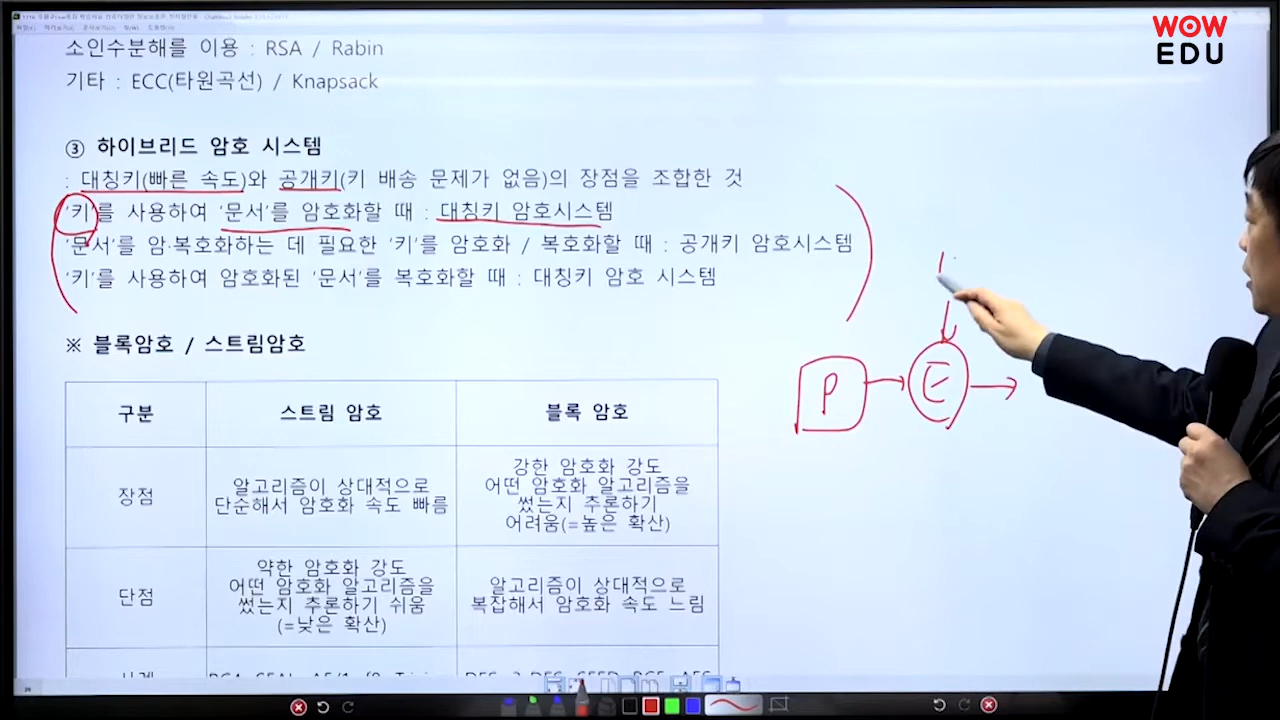 WOW
EDU
소인수분해를 이용 : RSA / Rabin
기타 : ECC(타원곡선) / Knapsack
③ 하이브리드 암호 시스템
: 대칭키(빠른 속도)와 공개키(키 배송 문제가 없음)의 장점을 조합한 것
'키'를 사용하여 '문서'를 암호화할 때 : 대칭키 암호시스템
'문서'를 암·복호화하는 데 필요한 '키'를 암호화 / 복호화할 때 : 공개키 암호시스템
'키'를 사용하여 암호화된 '문서'를 복호화할 때 : 대칭키 암호 시스템
P
E
※ 블록암호 / 스트림암호
구분
스트림 암호
블록 암호
장점
알고리즘이 상대적으로
단순해서 암호화 속도 빠름
강한 암호화 강도
어떤 암호화 알고리즘을
썼는지 추론하기
어려움(=높은 확산)
단점
약한 암호화 강도
어떤 암호화 알고리즘을
썼는지 추론하기 쉬움
(=낮은 확산)
알고리즘이 상대적으로
복잡해서 암호화 속도 느림